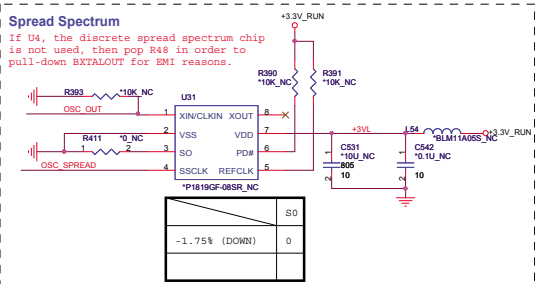 Spread Spectrum
If U4, the discrete spread spectrum chip
is not used, then pop R48 in order to
pull-down BXTALOUT for EMI reasons.
+3.3V_RUN
R393
*10K_NC
OSC_OUT
U31
R390
*10K_NC
R391
*10K_NC
1
XIN/CLKIN
XOUT
8
2
VSS
VDD
7
3
SO
PD#
6
4
SSCLK
REFCLK
5
*P1819GF-08SR_NC
R411
*0_NC
1
2
OSC_SPREAD
+3VL
L54
*BLM11A05S_NC
+3.3V_RUN
1
C531
*10U_NC
805
10
2
1
C542
*0.1U_NC
10
2
S0
-1.75% (DOWN)
0